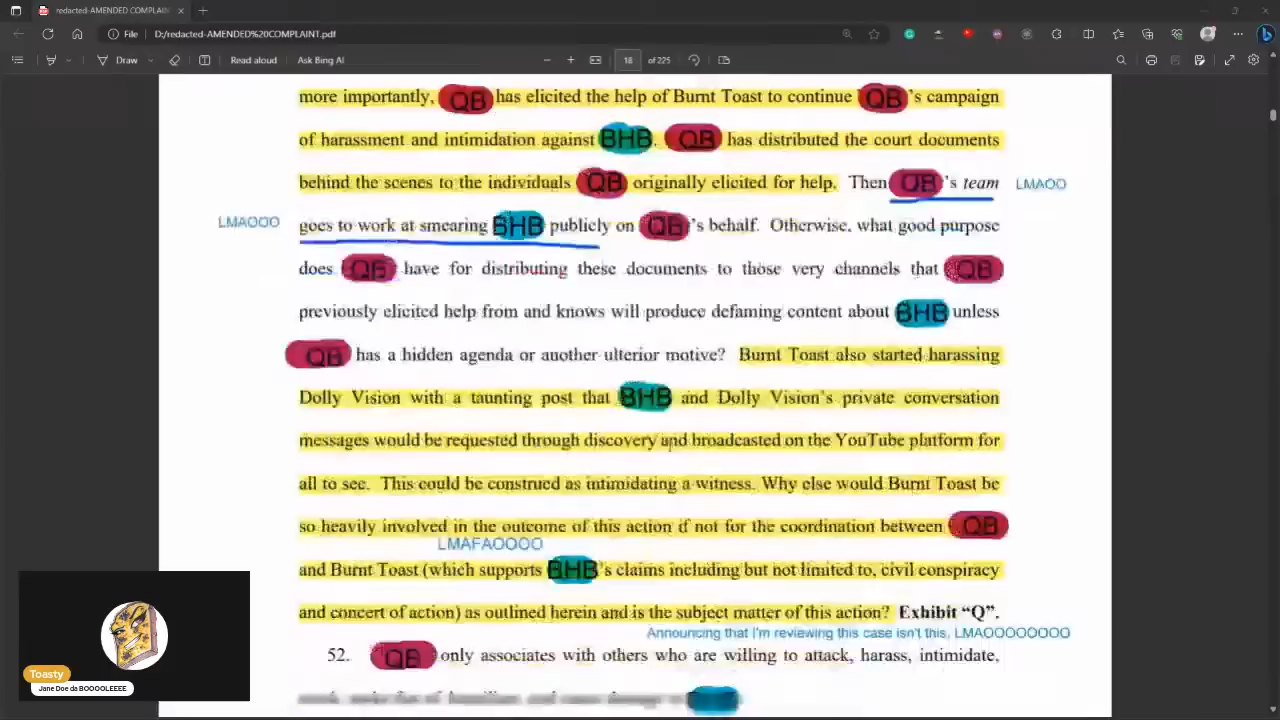 redacted-AMENDED COMPLAINT.p
File D:/redacted-AMENDED%20COMPLAINT.pdf
Draw Read aloud Ask Bing AI 18 of 225
more importantly, QB has elicited the help of Burnt Toast to continue QB's campaign
of harassment and intimidation against BHB. QB has distributed the court documents
behind the scenes to the individuals QB originally elicited for help. Then QB's team LMAOO
LMAOOO goes to work at smearing BHB publicly on QB's behalf. Otherwise, what good purpose
does QB have for distributing these documents to those very channels that QB
previously elicited help from and knows will produce defaming content about BHB unless
QB has a hidden agenda or another ulterior motive? Burnt Toast also started harassing
Dolly Vision with a taunting post that BHB and Dolly Vision's private conversation
messages would be requested through discovery and broadcasted on the YouTube platform for
all to see. This could be construed as intimidating a witness. Why else would Burnt Toast be
so heavily involved in the outcome of this action if not for the coordination between QB
LMAFAOOOO
and Burnt Toast (which supports BHB's claims including but not limited to, civil conspiracy
and concert of action) as outlined herein and is the subject matter of this action? Exhibit "Q".
Announcing that I'm reviewing this case isn't this, LMAOOOOOOOO
52. QB only associates with others who are willing to attack, harass, intimidate,
Toasty
Jane Doe da BOOOOLEEEE